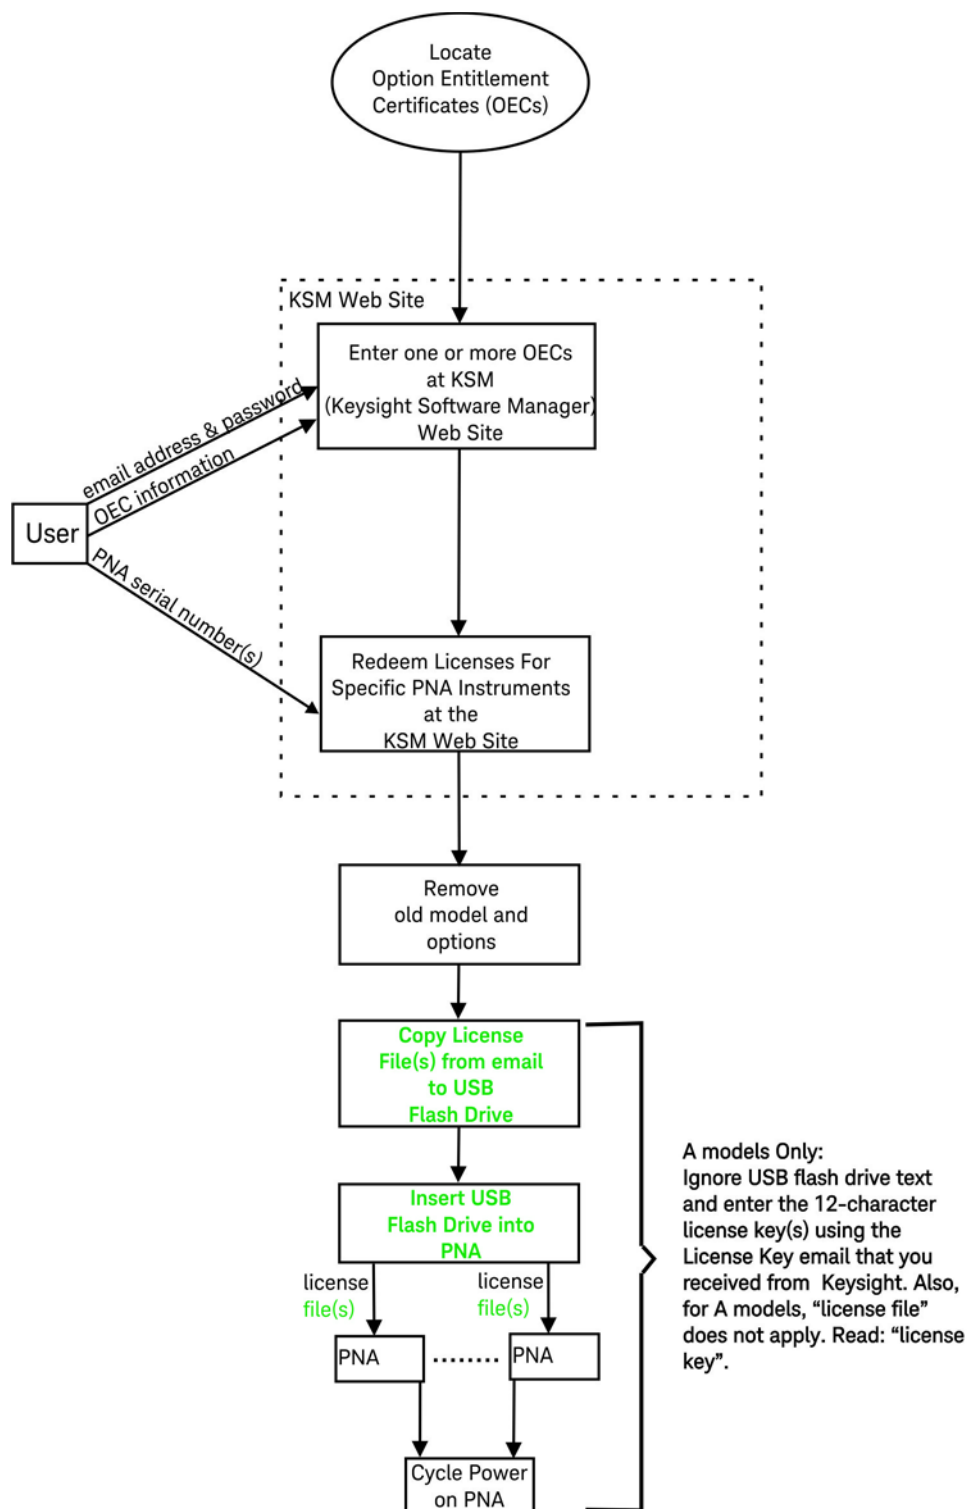 Locate
Option Entitlement
Certificates (OECs)
KSM Web Site
Enter one or more OECs
at KSM
(Keysight Software Manager)
Web Site
email address & password
OEC information
User
PNA serial number(s)
Redeem Licenses For
Specific PNA Instruments
at the
KSM Web Site
Remove
old model and
options
Copy License
File(s) from email
to USB
Flash Drive
Insert USB
Flash Drive into
PNA
license
file(s)
license
file(s)
PNA
PNA
Cycle Power
on PNA
A models Only:
Ignore USB flash drive text
and enter the 12-character
license key(s) using the
License Key email that you
received from Keysight. Also,
for A models, “license file”
does not apply. Read: “license
key”.